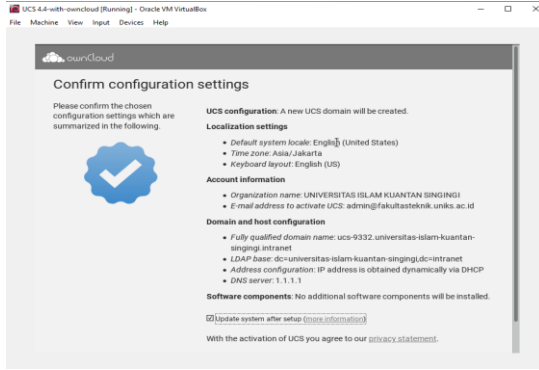 UCS 4.4-with-owncloud [Running] - Oracle VM VirtualBox
File Machine View Input Devices Help
ownCloud
Confirm configuration settings
Please confirm the chosen
configuration settings which are
summarized in the following.
UCS configuration: A new UCS domain will be created.
Localization settings
• Default system locale: English (United States)
• Time zone: Asia/Jakarta
• Keyboard layout: English (US)
Account information
• Organization name: UNIVERSITAS ISLAM KUANTAN SINGINGI
• E-mail address to activate UCS: admin@fakultasteknik.uniks.ac.id
Domain and host configuration
• Fully qualified domain name: ucs-9332.universitas-islam-kuantan-
singingi.intranet
• LDAP base: dc=universitas-islam-kuantan-singingi,dc=intranet
• Address configuration: IP address is obtained dynamically via DHCP
• DNS server: 1.1.1.1
Software components: No additional software components will be installed.
Update system after setup (more information)
With the activation of UCS you agree to our privacy statement.